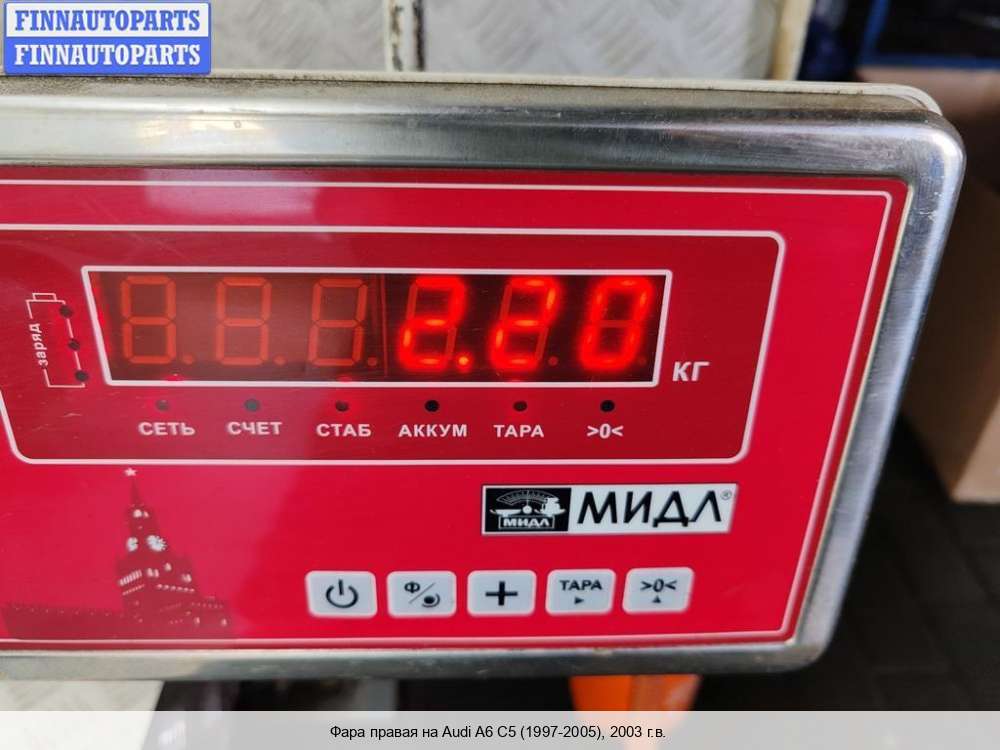 FINNAUTOPARTS
FINNAUTOPARTS
заряд
2.20
КГ
СЕТЬ СЧЕТ СТАБ АККУМ ТАРА >0<
МИДЛ МИДЛ®
Ф ТАРА >0<
Фара правая на Audi A6 C5 (1997-2005), 2003 г.в.